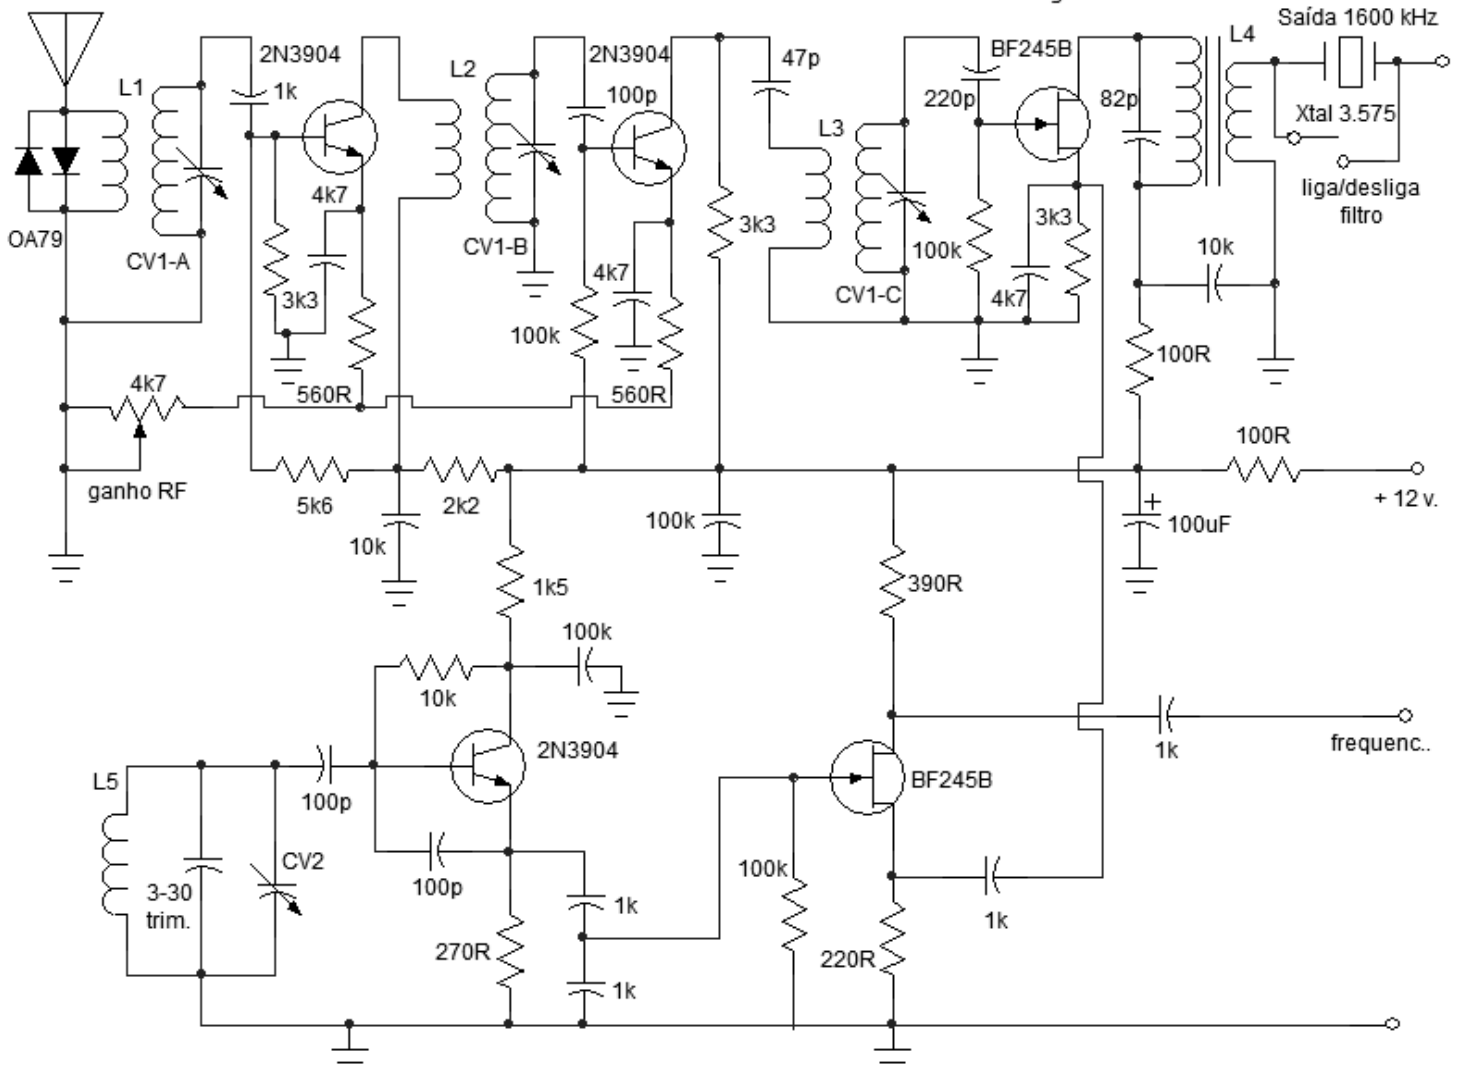 Saída 1600 kHz
L4
2N3904
2N3904
BF245B
L1
1k
L2
100p
47p
220p
82p
Xtal 3.575
L3
liga/desliga
filtro
OA79
CV1-A
4k7
3k3
CV1-B
4k7
3k3
100k
CV1-C
3k3
4k7
10k
100k
100R
4k7
560R
560R
ganho RF
5k6
2k2
10k
100k
100R
+ 12 v.
100uF
1k5
390R
100k
10k
2N3904
1k
frequenc..
L5
100p
BF245B
CV2
3-30
trim.
100p
1k
100k
1k
270R
1k
220R